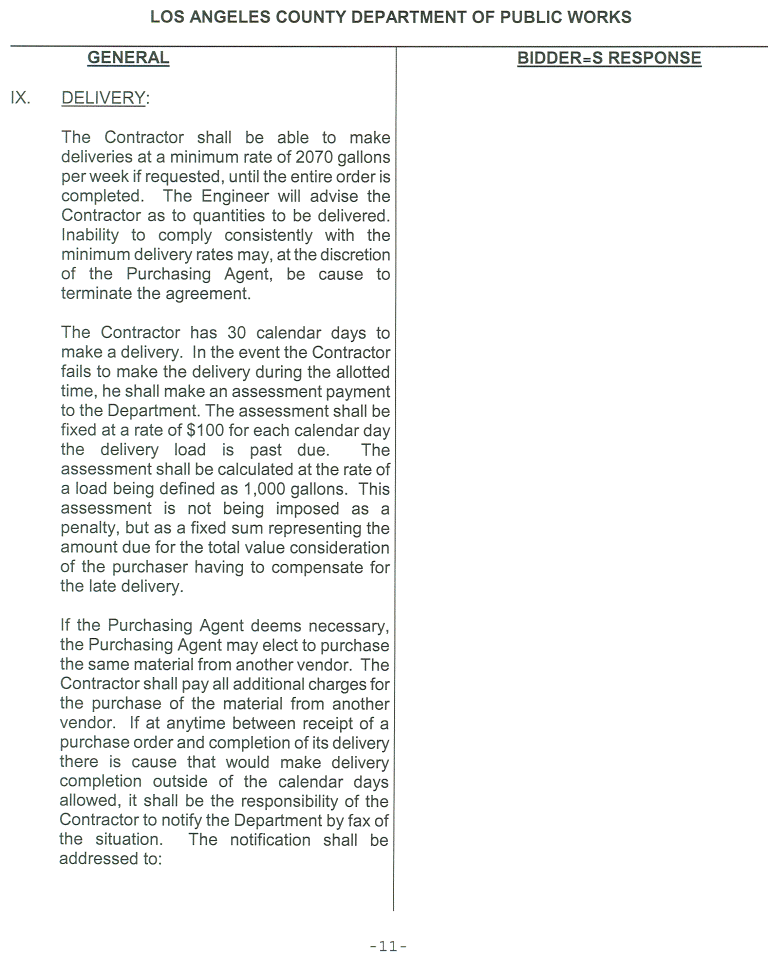 LOS ANGELES COUNTY DEPARTMENT OF PUBLIC WORKS
GENERAL
BIDDER=S RESPONSE
IX. DELIVERY:
The Contractor shall be able to make
deliveries at a minimum rate of 2070 gallons
per week if requested, until the entire order is
completed. The Engineer will advise the
Contractor as to quantities to be delivered.
Inability to comply consistently with the
minimum delivery rates may, at the discretion
of the Purchasing Agent, be cause to
terminate the agreement.
The Contractor has 30 calendar days to
make a delivery. In the event the Contractor
fails to make the delivery during the allotted
time, he shall make an assessment payment
to the Department. The assessment shall be
fixed at a rate of $100 for each calendar day
the delivery load is past due. The
assessment shall be calculated at the rate of
a load being defined as 1,000 gallons. This
assessment is not being imposed as a
penalty, but as a fixed sum representing the
amount due for the total value consideration
of the purchaser having to compensate for
the late delivery.
If the Purchasing Agent deems necessary,
the Purchasing Agent may elect to purchase
the same material from another vendor. The
Contractor shall pay all additional charges for
the purchase of the material from another
vendor. If at anytime between receipt of a
purchase order and completion of its delivery
there is cause that would make delivery
completion outside of the calendar days
allowed, it shall be the responsibility of the
Contractor to notify the Department by fax of
the situation. The notification shall be
addressed to:
-11-